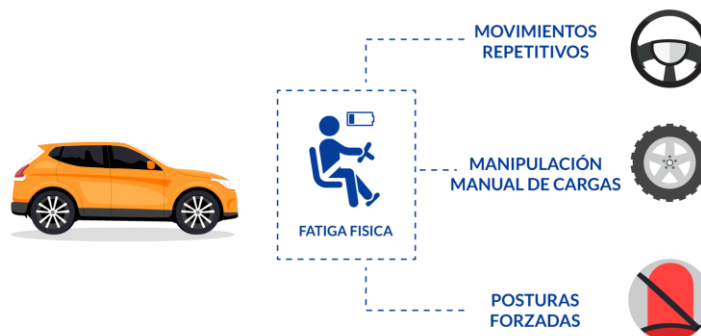 MOVIMIENTOS
REPETITIVOS
MANIPULACIÓN
MANUAL DE CARGAS
FATIGA FISICA
POSTURAS
FORZADAS